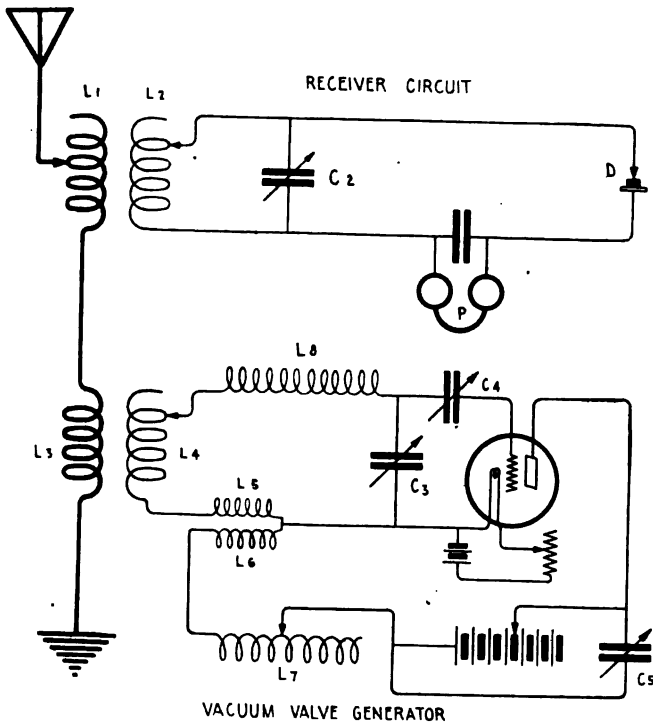 RECEIVER CIRCUIT
L1
L2
C2
D
P
L8
C4
L3
L4
C3
L5
L6
L7
C5
VACUUM VALVE GENERATOR